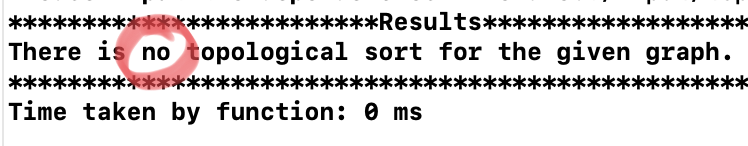 *************************Results******************
There is no topological sort for the given graph.
**************************************************
Time taken by function: 0 ms